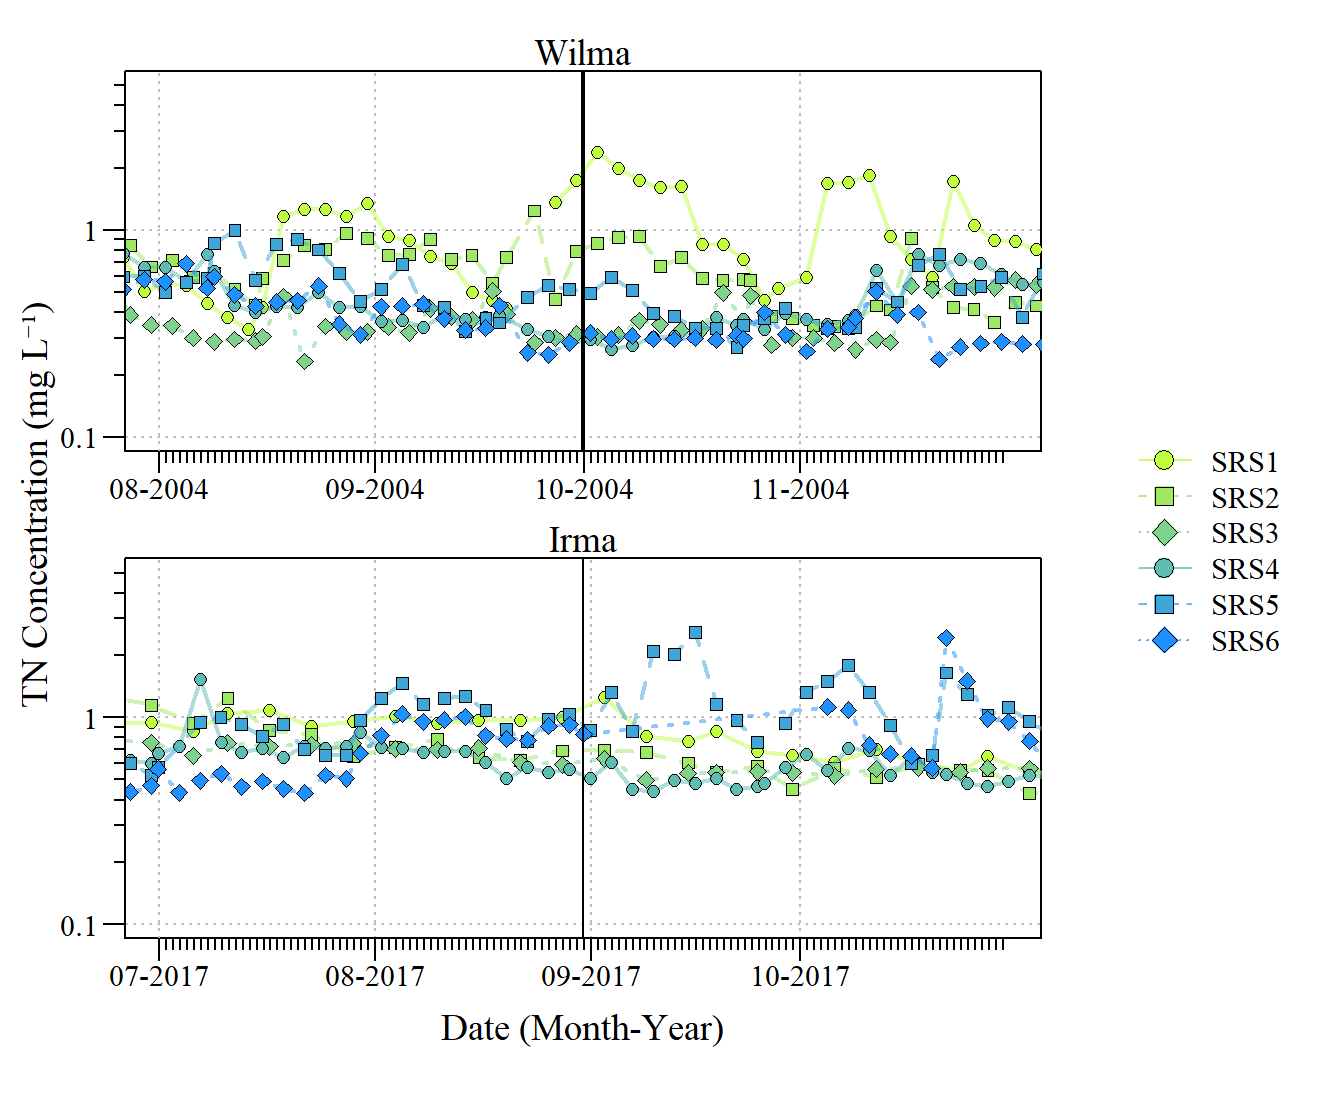 Wilma
1
0.1
08-2004 09-2004 10-2004 11-2004
TN Concentration (mg L⁻¹)
Irma
1
0.1
07-2017 08-2017 09-2017 10-2017
Date (Month-Year)
SRS1
SRS2
SRS3
SRS4
SRS5
SRS6